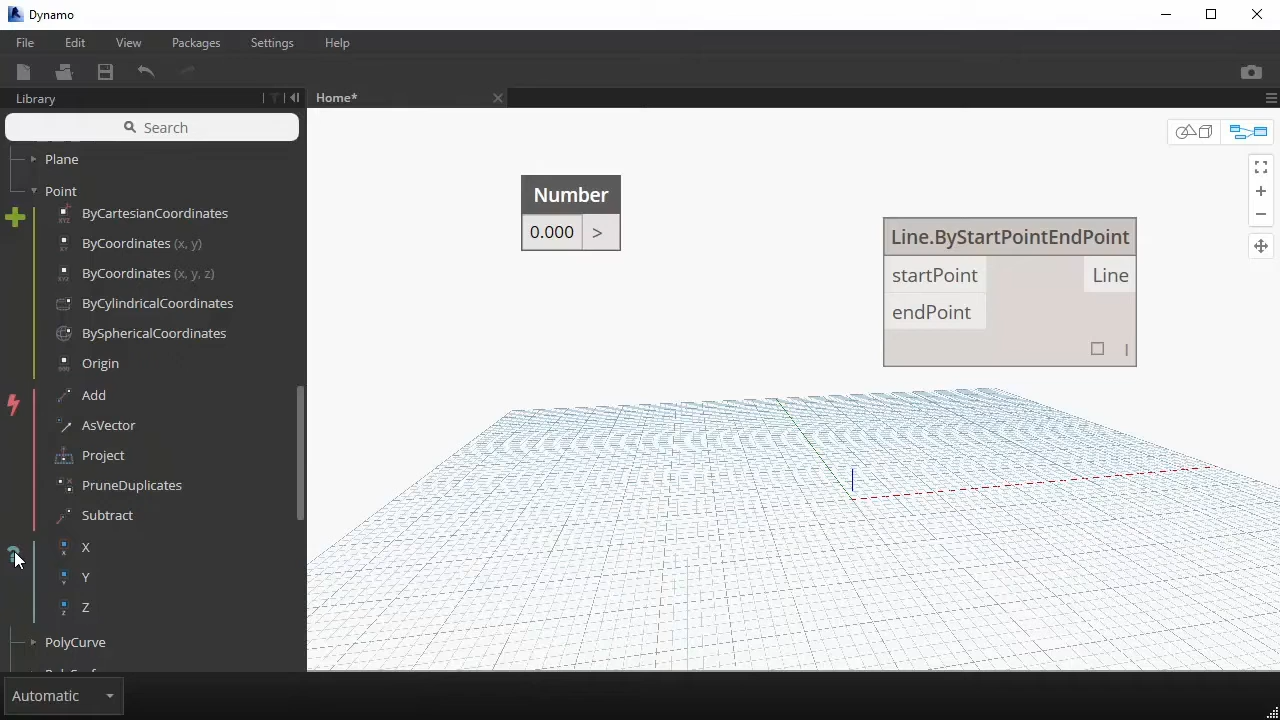 Dynamo
File Edit View Packages Settings Help
Library
Home*
Search
Plane
Point
ByCartesianCoordinates
ByCoordinates (x, y)
ByCoordinates (x, y, z)
ByCylindricalCoordinates
BySphericalCoordinates
Origin
Add
AsVector
Project
PruneDuplicates
Subtract
X
Y
Z
PolyCurve
Number
0.000 >
Line.ByStartPointEndPoint
startPoint Line
endPoint
Automatic